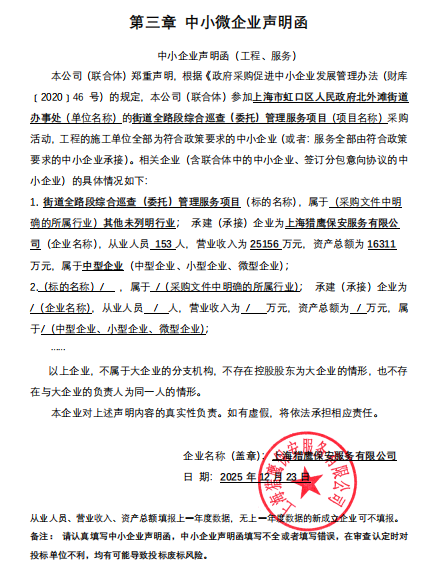 第三章 中小微企业声明函
中小企业声明函（工程、服务）
本公司（联合体）郑重声明，根据《政府采购促进中小企业发展管理办法（财库
﹝2020﹞46 号）的规定，本公司（联合体）参加上海市虹口区人民政府北外滩街道
办事处（单位名称）的街道全路段综合巡查（委托）管理服务项目（项目名称）采购
活动，工程的施工单位全部为符合政策要求的中小企业（或者：服务全部由符合政策
要求的中小企业承接）。相关企业（含联合体中的中小企业、签订分包意向协议的中
小企业）的具体情况如下：
1. 街道全路段综合巡查（委托）管理服务项目（标的名称），属于（采购文件中明
确的所属行业）其他未列明行业； 承建（承接）企业为上海猎鹰保安服务有限公
司（企业名称），从业人员 153 人，营业收入为 25156 万元，资产总额为 16311
万元，属于中型企业（中型企业、小型企业、微型企业）；
2.（标的名称）/ ，属于 /（采购文件中明确的所属行业）； 承建（承接）企业为
/（企业名称），从业人员 / 人，营业收入为 / 万元，资产总额为 / 万元，属
于/（中型企业、小型企业、微型企业）；
……
以上企业，不属于大企业的分支机构，不存在控股股东为大企业的情形，也不存
在与大企业的负责人为同一人的情形。
本企业对上述声明内容的真实性负责。如有虚假，将依法承担相应责任。
企业名称（盖章）：上海猎鹰保安服务有限公司
日 期： 2025 年 12 月 23 日
上海猎鹰保安服务有限公司
从业人员、营业收入、资产总额填报上一年度数据，无上一年度数据的新成立企业可不填报。
备注： 请认真填写中小企业声明函，中小企业声明函填写不全或者填写错误，在审查认定时对
投标单位不利，均有可能导致投标废标风险。